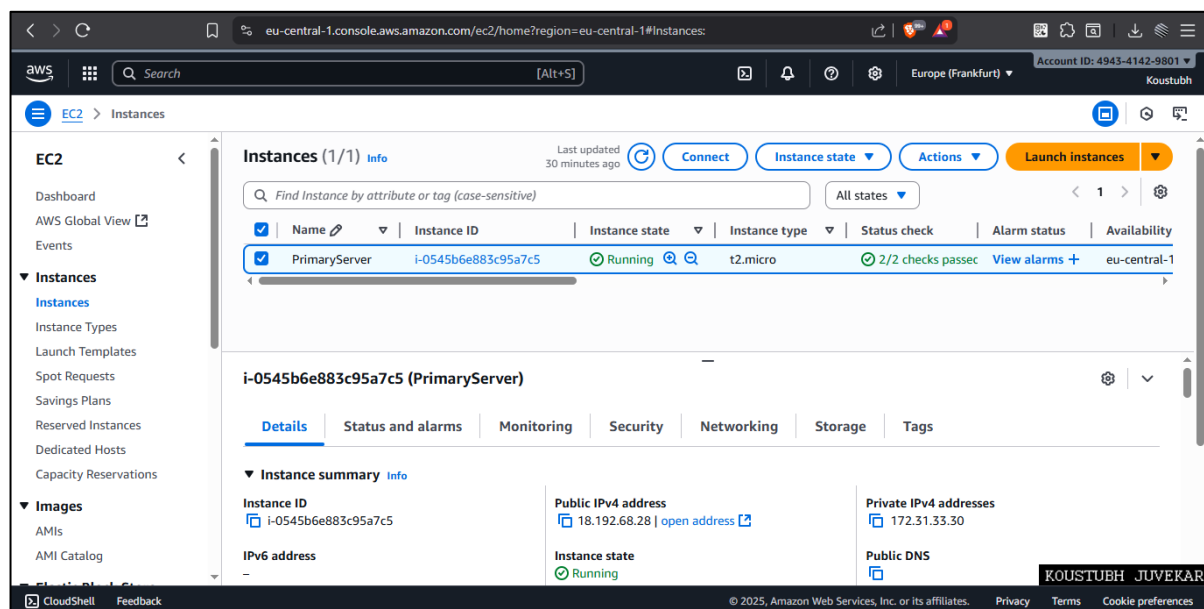 eu-central-1.console.aws.amazon.com/ec2/home?region=eu-central-1#Instances:
aws
Search
[Alt+S]
Europe (Frankfurt)
Account ID: 4943-4142-9801
Koustubh
EC2 > Instances
EC2
Dashboard
AWS Global View
Events
Instances
Instances
Instance Types
Launch Templates
Spot Requests
Savings Plans
Reserved Instances
Dedicated Hosts
Capacity Reservations
Images
AMIs
AMI Catalog
Instances (1/1) Info
Last updated
30 minutes ago
Connect
Instance state
Actions
Launch instances
Find Instance by attribute or tag (case-sensitive)
All states
1
Name Instance ID Instance state Instance type Status check Alarm status Availability
PrimaryServer i-0545b6e883c95a7c5 Running t2.micro 2/2 checks passec View alarms + eu-central-1
i-0545b6e883c95a7c5 (PrimaryServer)
Details Status and alarms Monitoring Security Networking Storage Tags
Instance summary Info
Instance ID
i-0545b6e883c95a7c5
Public IPv4 address
18.192.68.28 | open address
Private IPv4 addresses
172.31.33.30
IPv6 address
–
Instance state
Running
Public DNS
KOUSTUBH JUVEKAR
CloudShell Feedback
© 2025, Amazon Web Services, Inc. or its affiliates. Privacy Terms Cookie preferences